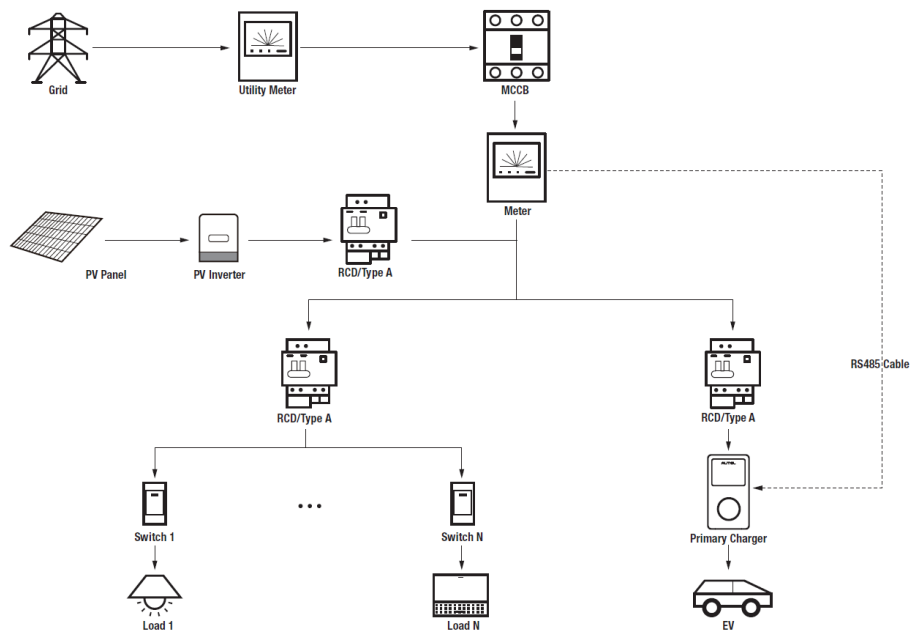 Grid
Utility Meter
MCCB
Meter
PV Panel
PV Inverter
RCD/Type A
RS485 Cable
RCD/Type A
RCD/Type A
AUTEL
Switch 1
...
Switch N
Primary Charger
Load 1
Load N
EV